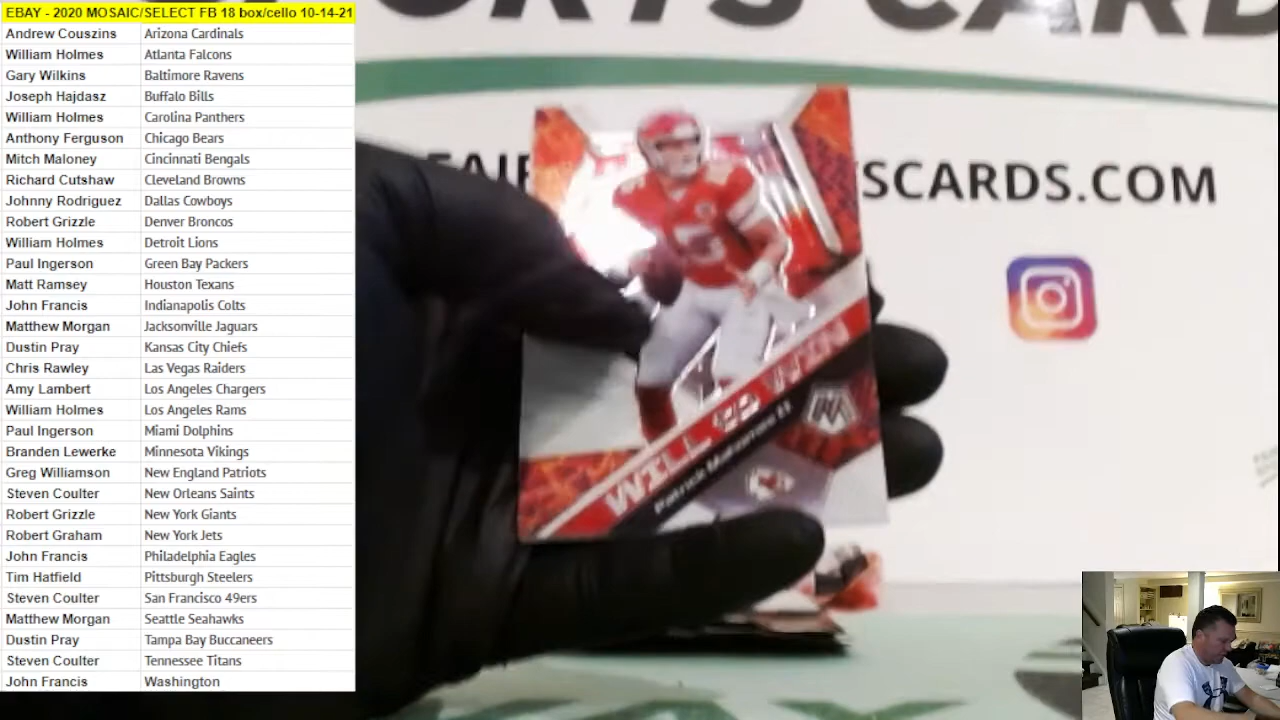 EBAY - 2020 MOSAIC/SELECT FB 18 box/cello 10-14-21
Andrew Couszins Arizona Cardinals
William Holmes Atlanta Falcons
Gary Wilkins Baltimore Ravens
Joseph Hajdasz Buffalo Bills
William Holmes Carolina Panthers
Anthony Ferguson Chicago Bears
Mitch Maloney Cincinnati Bengals
Richard Cutshaw Cleveland Browns
Johnny Rodriguez Dallas Cowboys
Robert Grizzle Denver Broncos
William Holmes Detroit Lions
Paul Ingerson Green Bay Packers
Matt Ramsey Houston Texans
John Francis Indianapolis Colts
Matthew Morgan Jacksonville Jaguars
Dustin Pray Kansas City Chiefs
Chris Rawley Las Vegas Raiders
Amy Lambert Los Angeles Chargers
William Holmes Los Angeles Rams
Paul Ingerson Miami Dolphins
Branden Lewerke Minnesota Vikings
Greg Williamson New England Patriots
Steven Coulter New Orleans Saints
Robert Grizzle New York Giants
Robert Graham New York Jets
John Francis Philadelphia Eagles
Tim Hatfield Pittsburgh Steelers
Steven Coulter San Francisco 49ers
Matthew Morgan Seattle Seahawks
Dustin Pray Tampa Bay Buccaneers
Steven Coulter Tennessee Titans
John Francis Washington
RTS CARD
SCARDS.COM
WILL TO WIN
Patrick Mahomes II